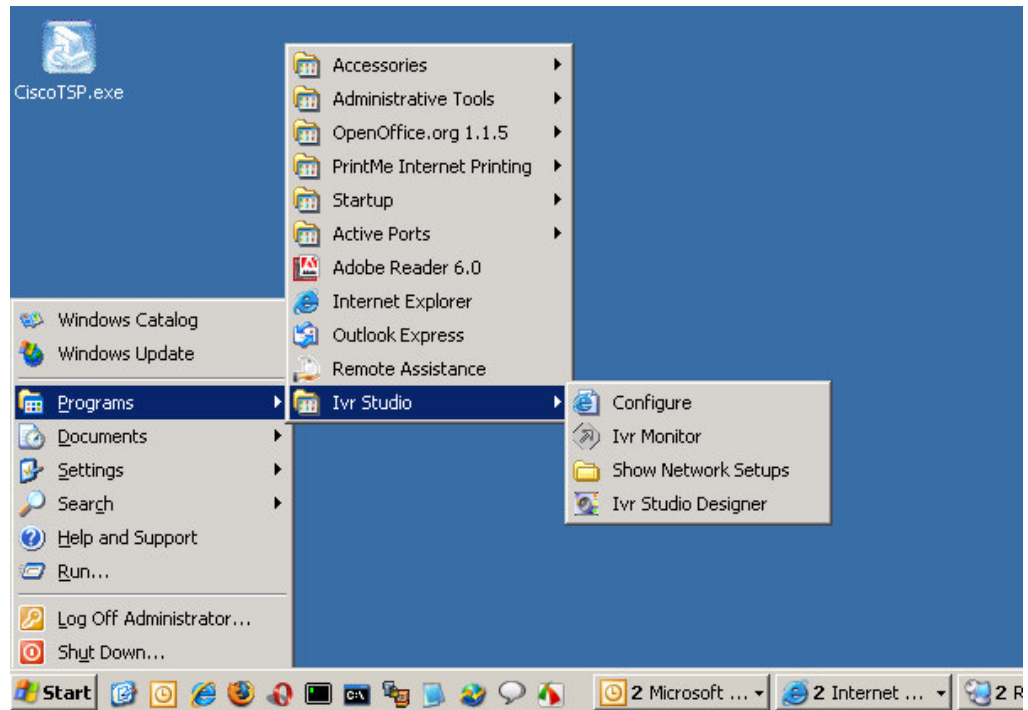 CiscoTSP.exe
Accessories
Administrative Tools
OpenOffice.org 1.1.5
PrintMe Internet Printing
Startup
Active Ports
Adobe Reader 6.0
Internet Explorer
Outlook Express
Remote Assistance
Ivr Studio
Windows Catalog
Windows Update
Programs
Documents
Settings
Search
Help and Support
Run...
Log Off Administrator...
Shut Down...
Configure
Ivr Monitor
Show Network Setups
Ivr Studio Designer
Start
2 Microsoft ...
2 Internet ...
2 R